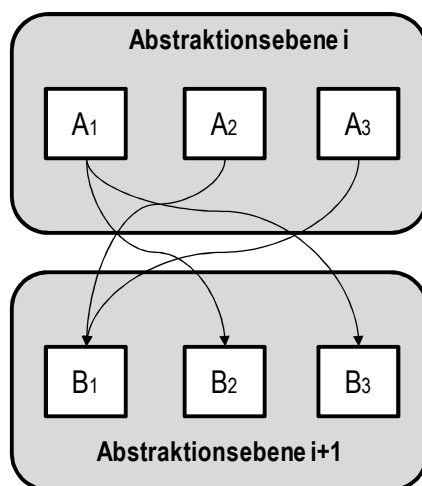 Abstraktionsebene i
A1 A2 A3
B1 B2 B3
Abstraktionsebene i+1